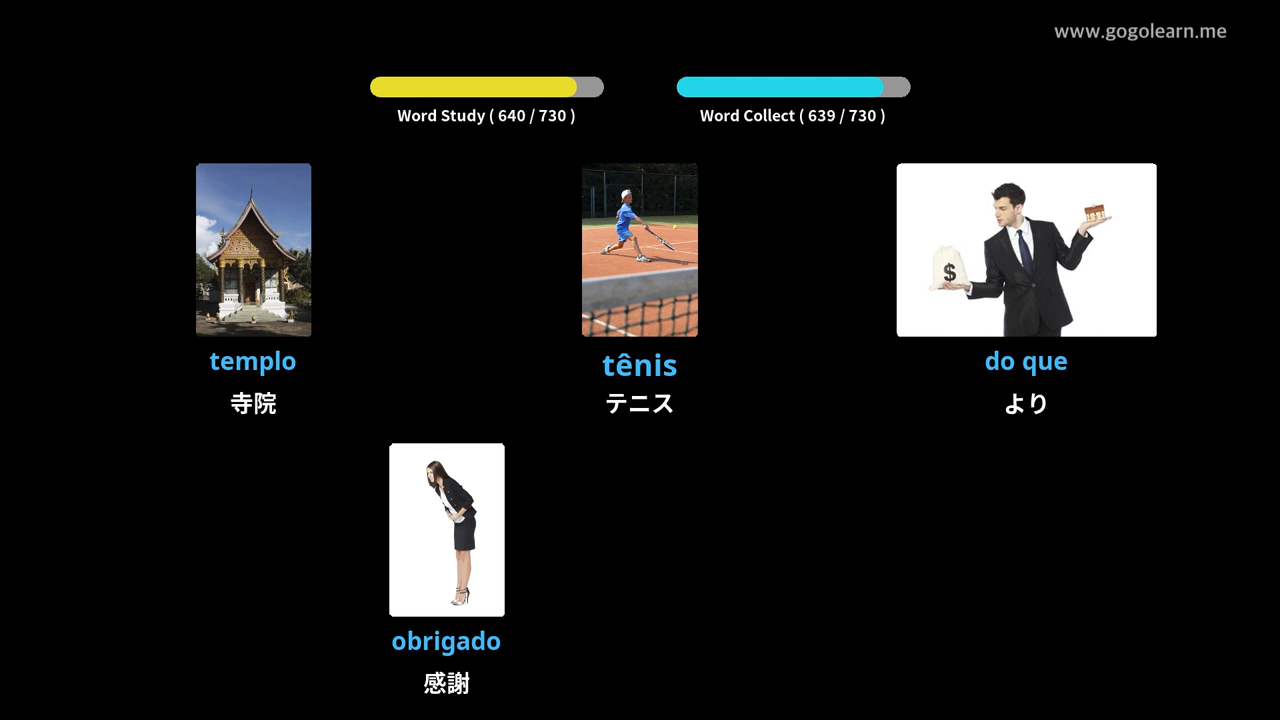 www.gogolearn.me
Word Study ( 640 / 730 )
Word Collect ( 639 / 730 )
templo
寺院
tênis
テニス
do que
より
$
obrigado
感謝